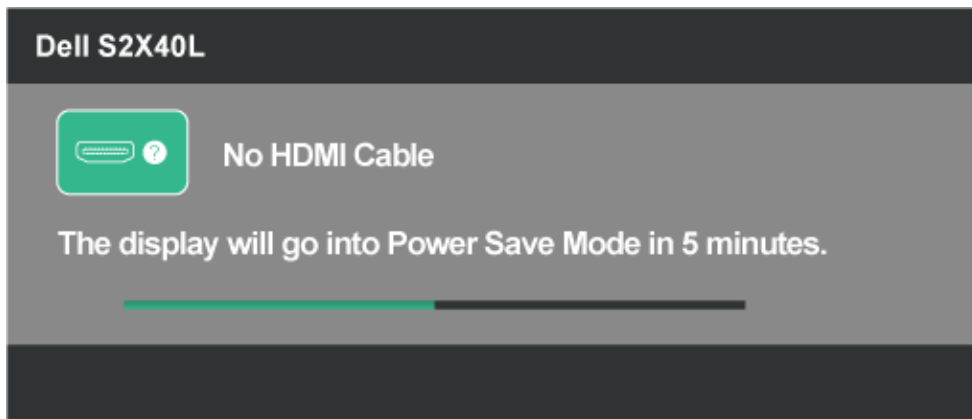 Dell S2X40L
?
No HDMI Cable
The display will go into Power Save Mode in 5 minutes.